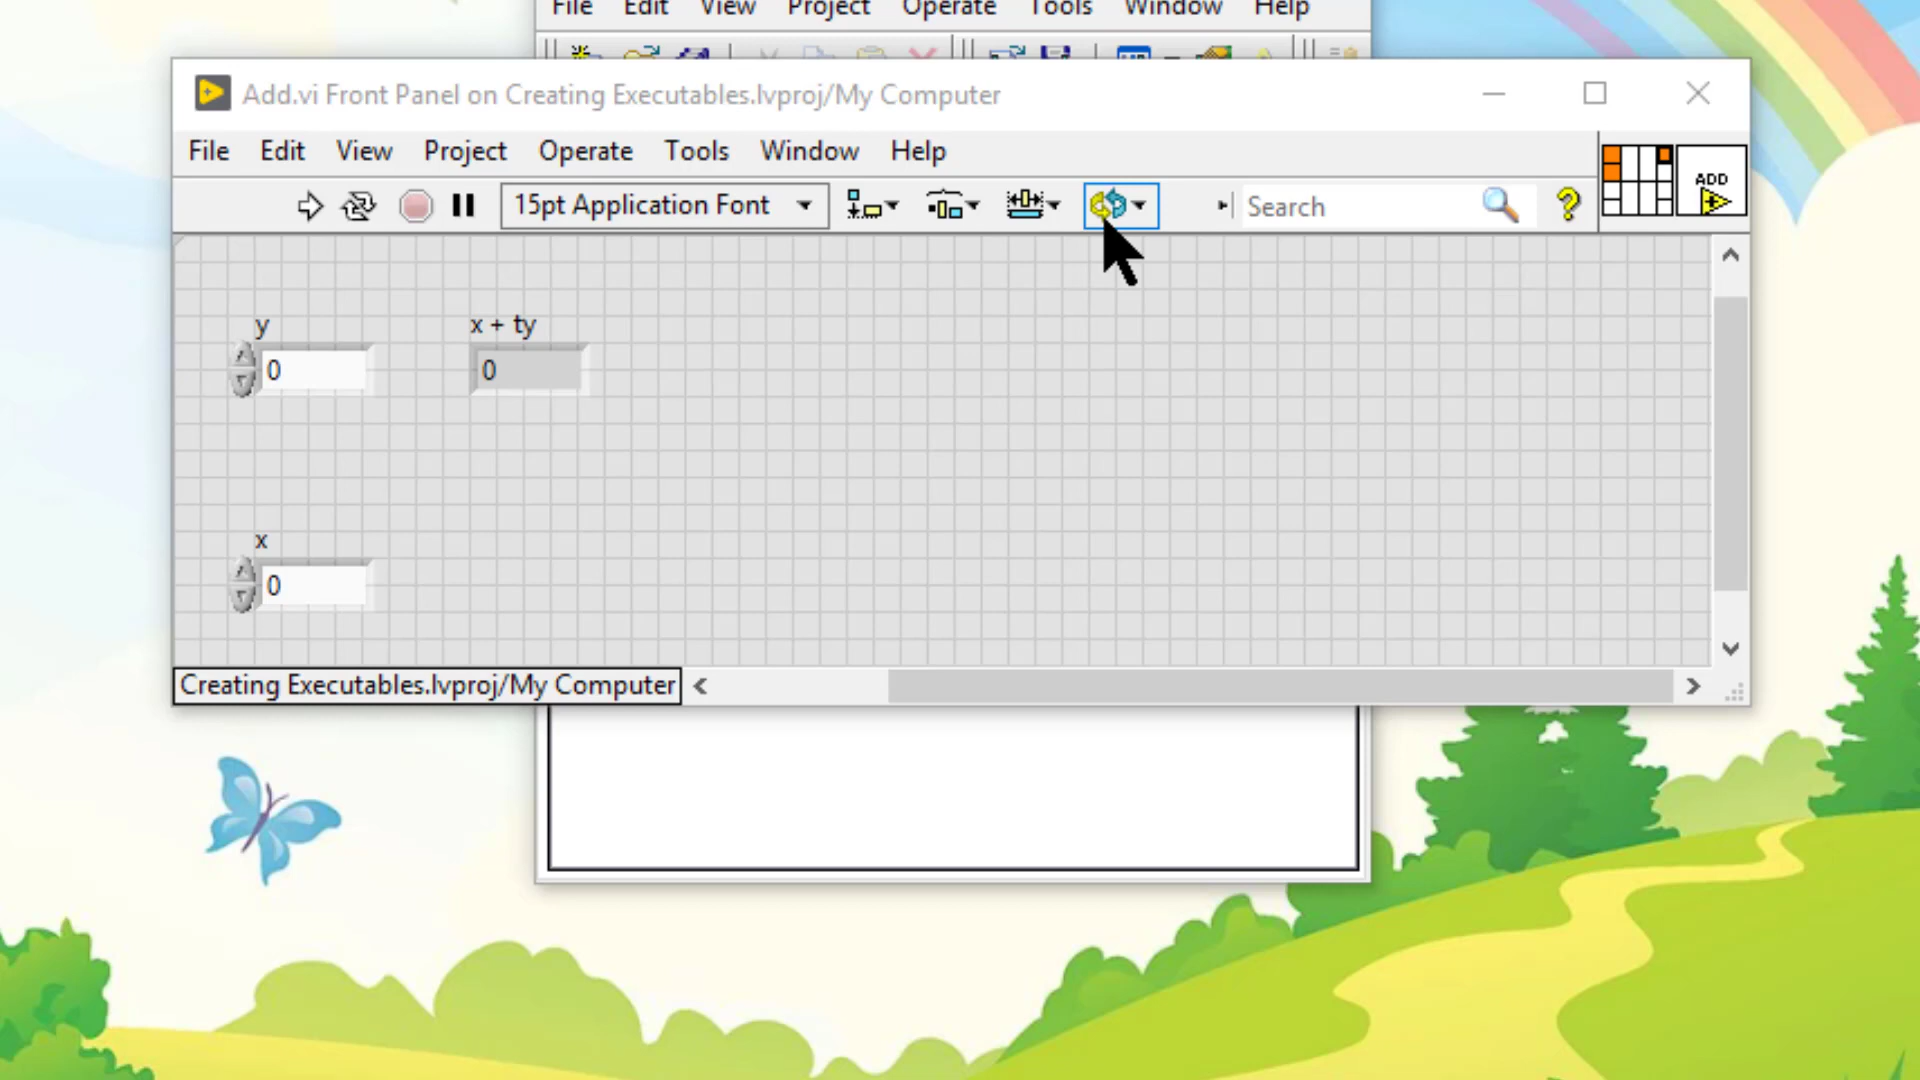 File Edit View Project Operate Tools Window Help
Add.vi Front Panel on Creating Executables.lvproj/My Computer
File Edit View Project Operate Tools Window Help
15pt Application Font
Search
?
ADD
y
x + ty
0
0
x
0
Creating Executables.lvproj/My Computer